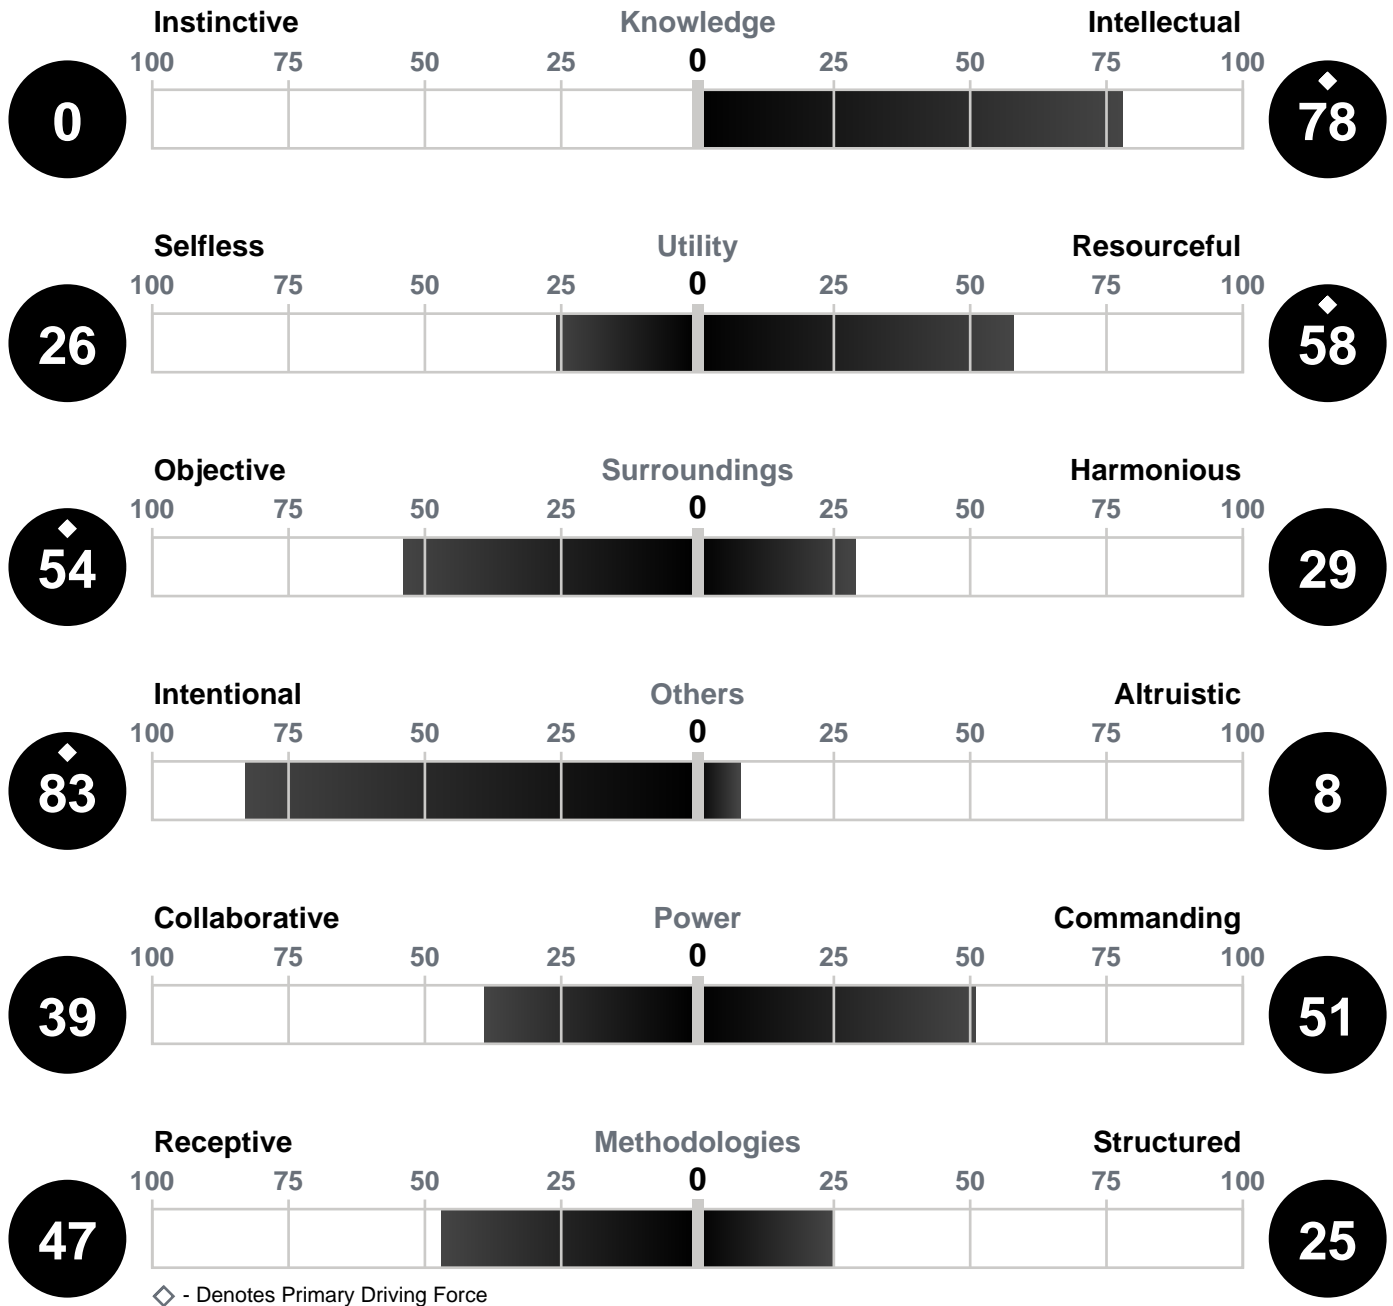 Instinctive Knowledge Intellectual
100 75 50 25 0 25 50 75 100
0 78
Selfless Utility Resourceful
100 75 50 25 0 25 50 75 100
26 58
Objective Surroundings Harmonious
100 75 50 25 0 25 50 75 100
54 29
Intentional Others Altruistic
100 75 50 25 0 25 50 75 100
83 8
Collaborative Power Commanding
100 75 50 25 0 25 50 75 100
39 51
Receptive Methodologies Structured
100 75 50 25 0 25 50 75 100
47 25
- Denotes Primary Driving Force